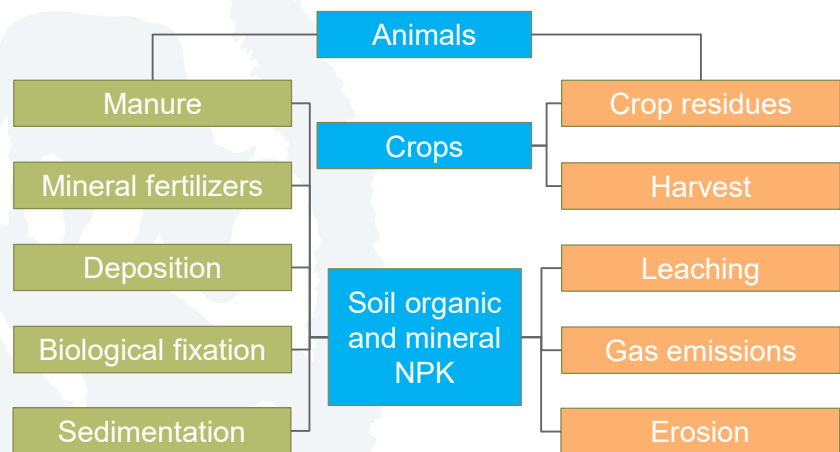 Animals
Manure
Crop residues
Crops
Mineral fertilizers
Harvest
Deposition
Soil organic
and mineral
NPK
Leaching
Biological fixation
Gas emissions
Sedimentation
Erosion